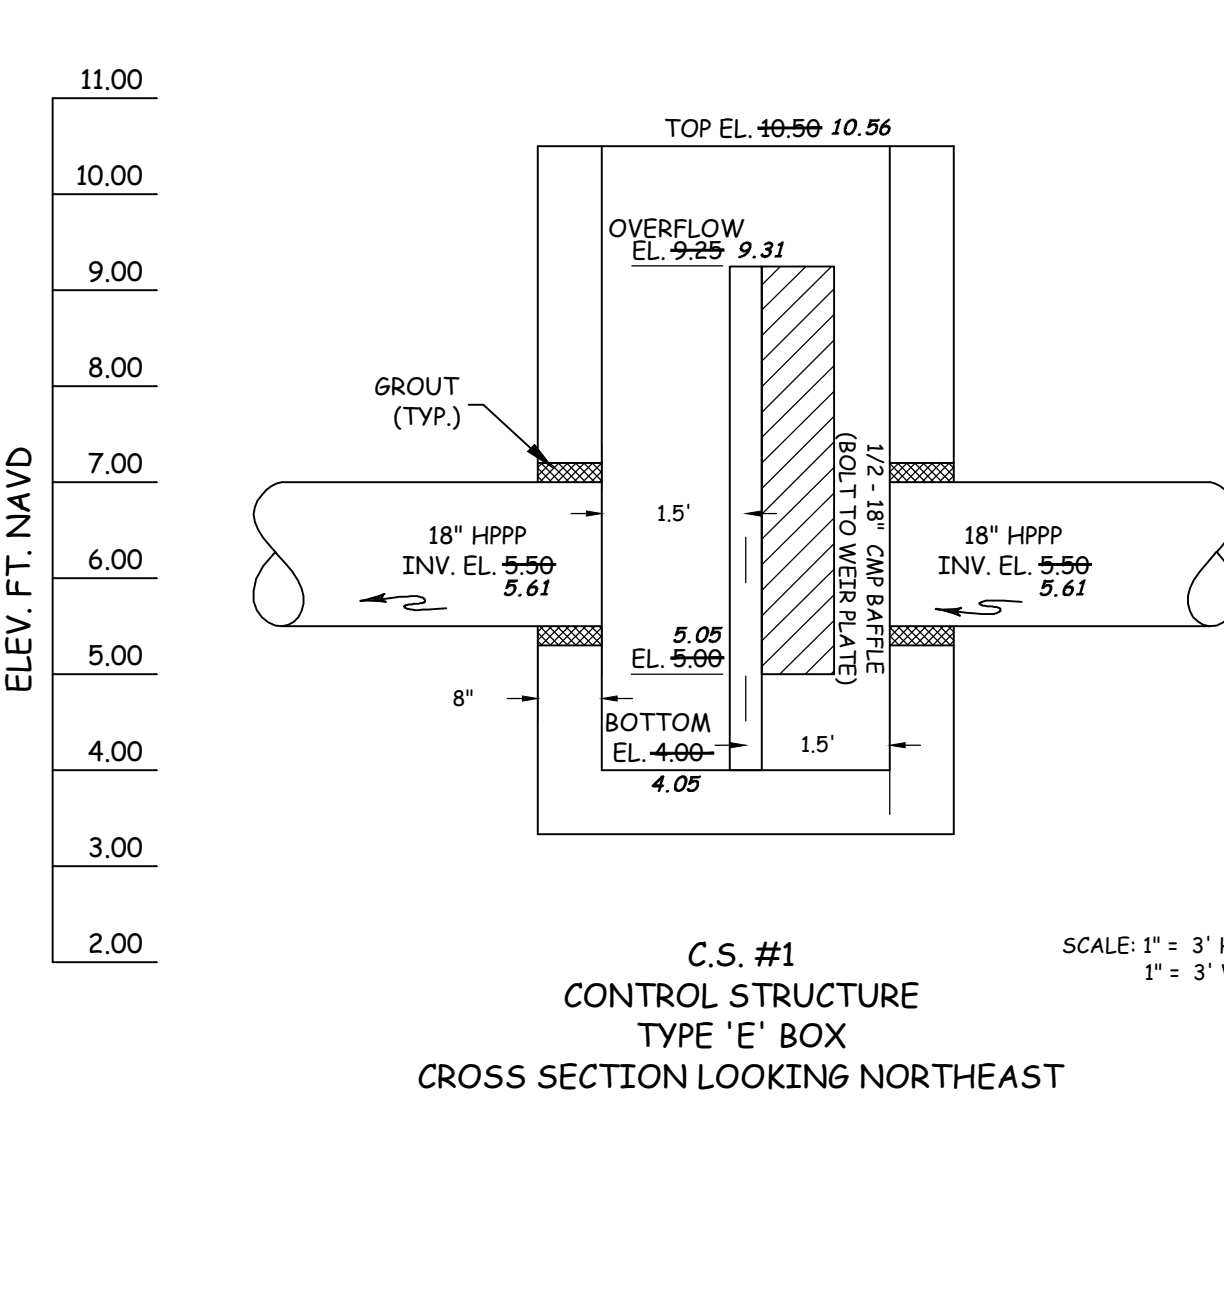 11.00
10.00
9.00
8.00
7.00
6.00
5.00
4.00
3.00
2.00
ELEV. FT. NAVD
TOP EL. 10.50 10.56
OVERFLOW
EL. 9.25 9.31
GROUT
(TYP.)
1.5'
18" HPPP
INV. EL. 5.50
5.61
1/2 - 18" CMP BAFFLE
(BOLT TO WEIR PLATE)
18" HPPP
INV. EL. 5.50
5.61
5.05
EL. 5.00
8"
BOTTOM
EL. 4.00
4.05
1.5'
C.S. #1
CONTROL STRUCTURE
TYPE 'E' BOX
CROSS SECTION LOOKING NORTHEAST
SCALE: 1" = 3'
1" = 3'